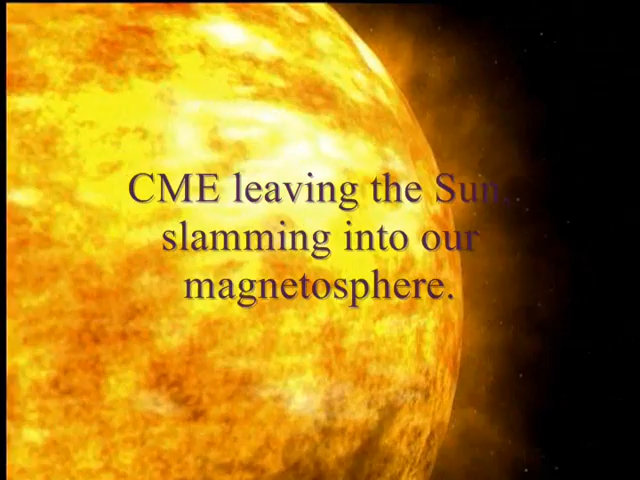 CME leaving the Sun,
slamming into our
magnetosphere.